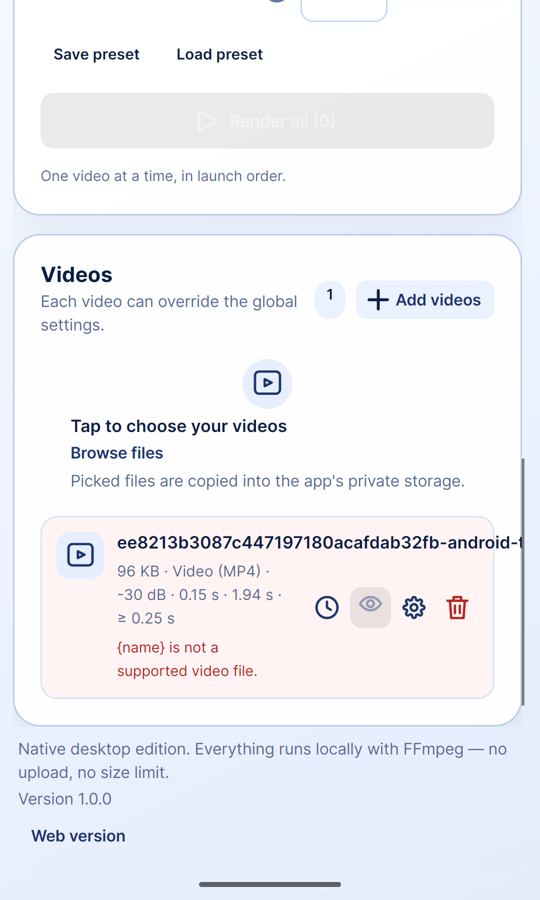 Save preset
Load preset
Render all (0)
One video at a time, in launch order.
Videos
Each video can override the global
settings.
1
Add videos
Tap to choose your videos
Browse files
Picked files are copied into the app's private storage.
ee8213b3087c447197180acafdab32fb-android-t
96 KB · Video (MP4) ·
-30 dB · 0.15 s · 1.94 s ·
≥ 0.25 s
{name} is not a
supported video file.
Native desktop edition. Everything runs locally with FFmpeg — no
upload, no size limit.
Version 1.0.0
Web version